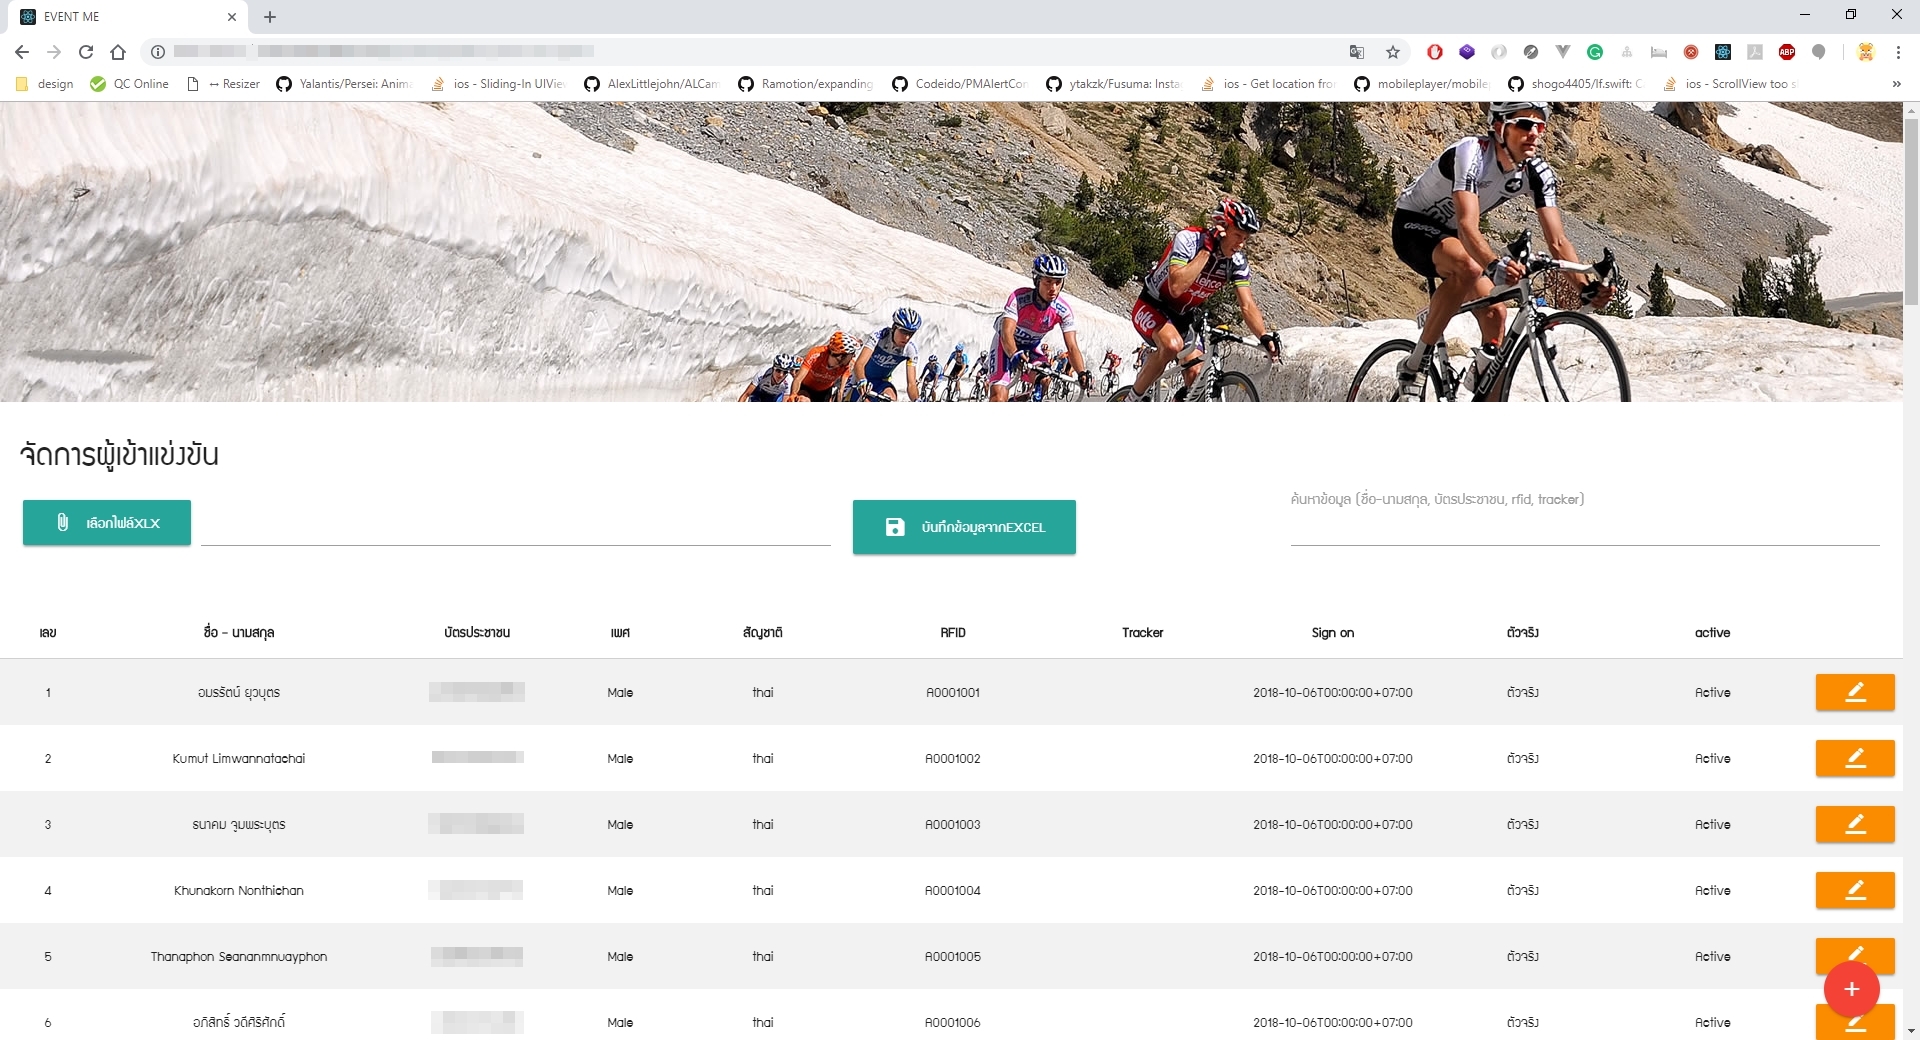 EVENT ME
design QC Online ↔ Resizer Yalantis/Persei: Anima ios - Sliding-In UIView AlexLittlejohn/ALCam Ramotion/expanding Codeido/PMAlertCon ytakzk/Fusuma: Insta ios - Get location from mobileplayer/mobile shogo4405/lf.swift: C ios - ScrollView too s »
จัดการผู้เข้าแข่งขัน
ค้นหาข้อมูล (ชื่อ-นามสกุล, บัตรประชาชน, rfid, tracker)
เลือกไฟล์XLX บันทึกข้อมูลจากEXCEL
เลข ชื่อ - นามสกุล บัตรประชาชน เพศ สัญชาติ RFID Tracker Sign on ตัวจริง active
1 อมรรัตน์ ยุวบุตร Male thai A0001001 2018-10-06T00:00:00+07:00 ตัวจริง Active
2 Kumut Limwannatachai Male thai A0001002 2018-10-06T00:00:00+07:00 ตัวจริง Active
3 ธนาคม จูมพระบุตร Male thai A0001003 2018-10-06T00:00:00+07:00 ตัวจริง Active
4 Khunakorn Nonthichan Male thai A0001004 2018-10-06T00:00:00+07:00 ตัวจริง Active
5 Thanaphon Seananmnuayphon Male thai A0001005 2018-10-06T00:00:00+07:00 ตัวจริง Active
6 อภิสิทธิ์ วดีศิริศักดิ์ Male thai A0001006 2018-10-06T00:00:00+07:00 ตัวจริง Active